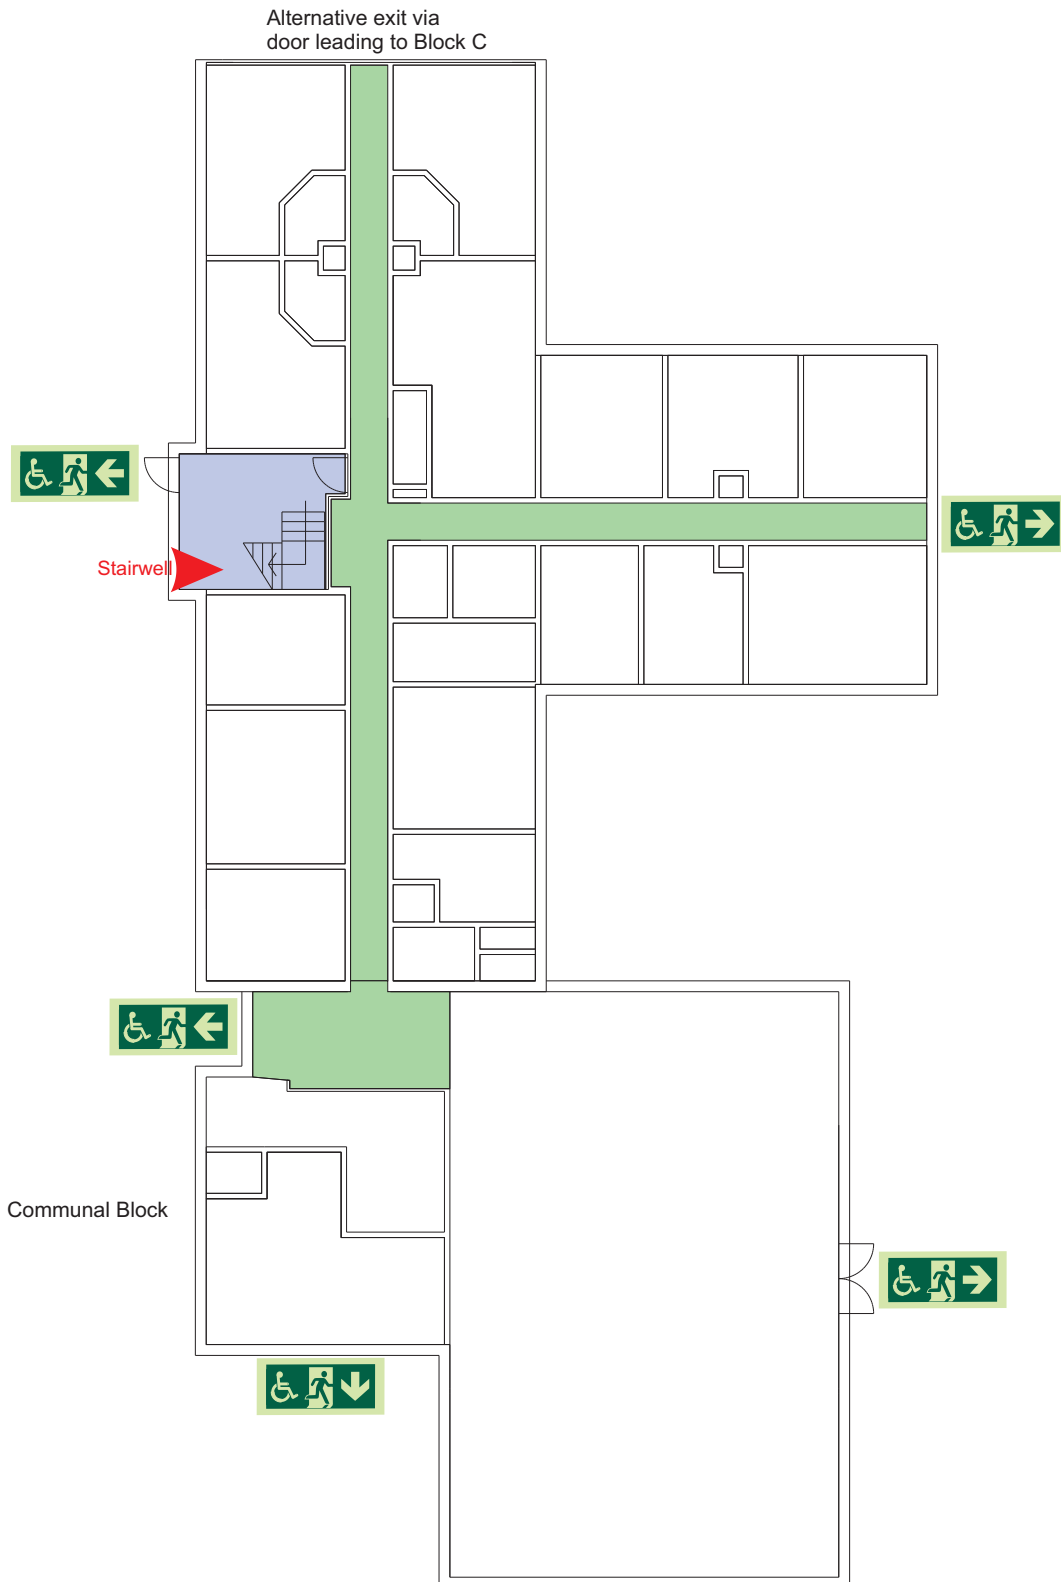 Alternative exit via
door leading to Block C
Stairwell
Communal Block